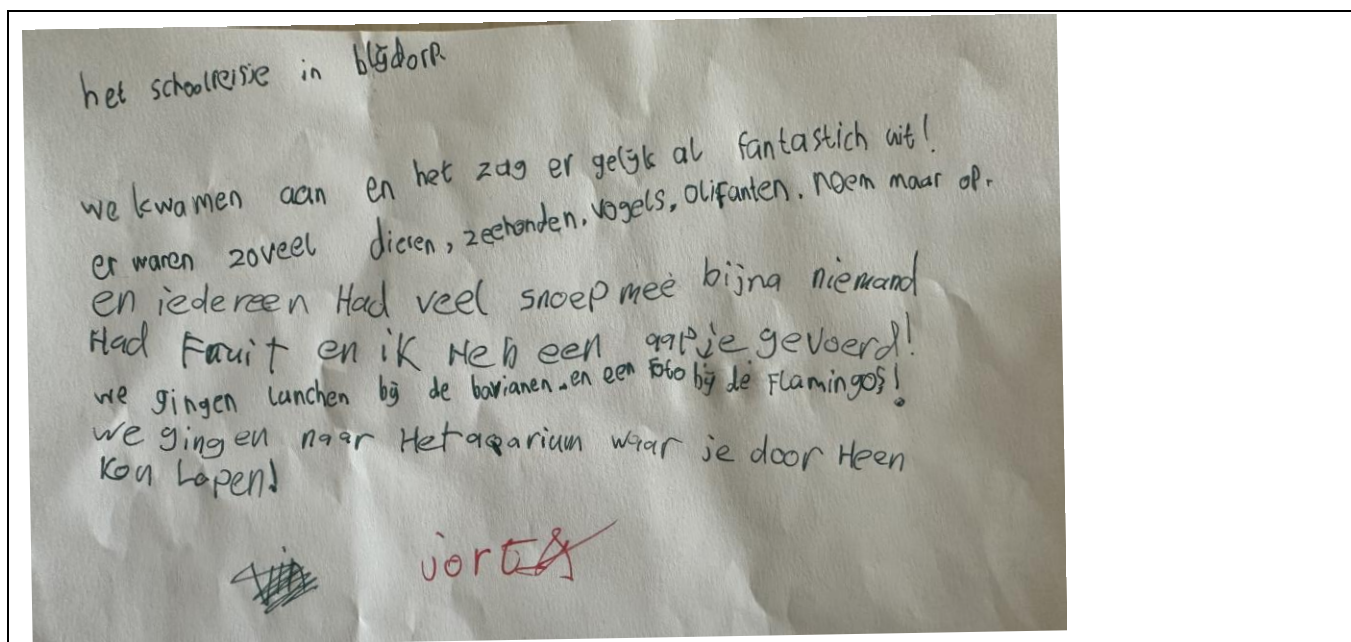 het schoolreisje in blijdorp
we kwamen aan en het zag er gelijk al fantastich uit!
er waren zoveel dieren, zeehonden, vogels, olifanten, noem maar op.
en iedereen Had veel snoep mee bijna niemand
Had Fruit en ik Heb een aapje gevoerd!
we gingen lunchen bij de bavianen. en een foto bij de Flamingos!
we gingen naar Het aqarium waar je door Heen
kon Lopen!
jort